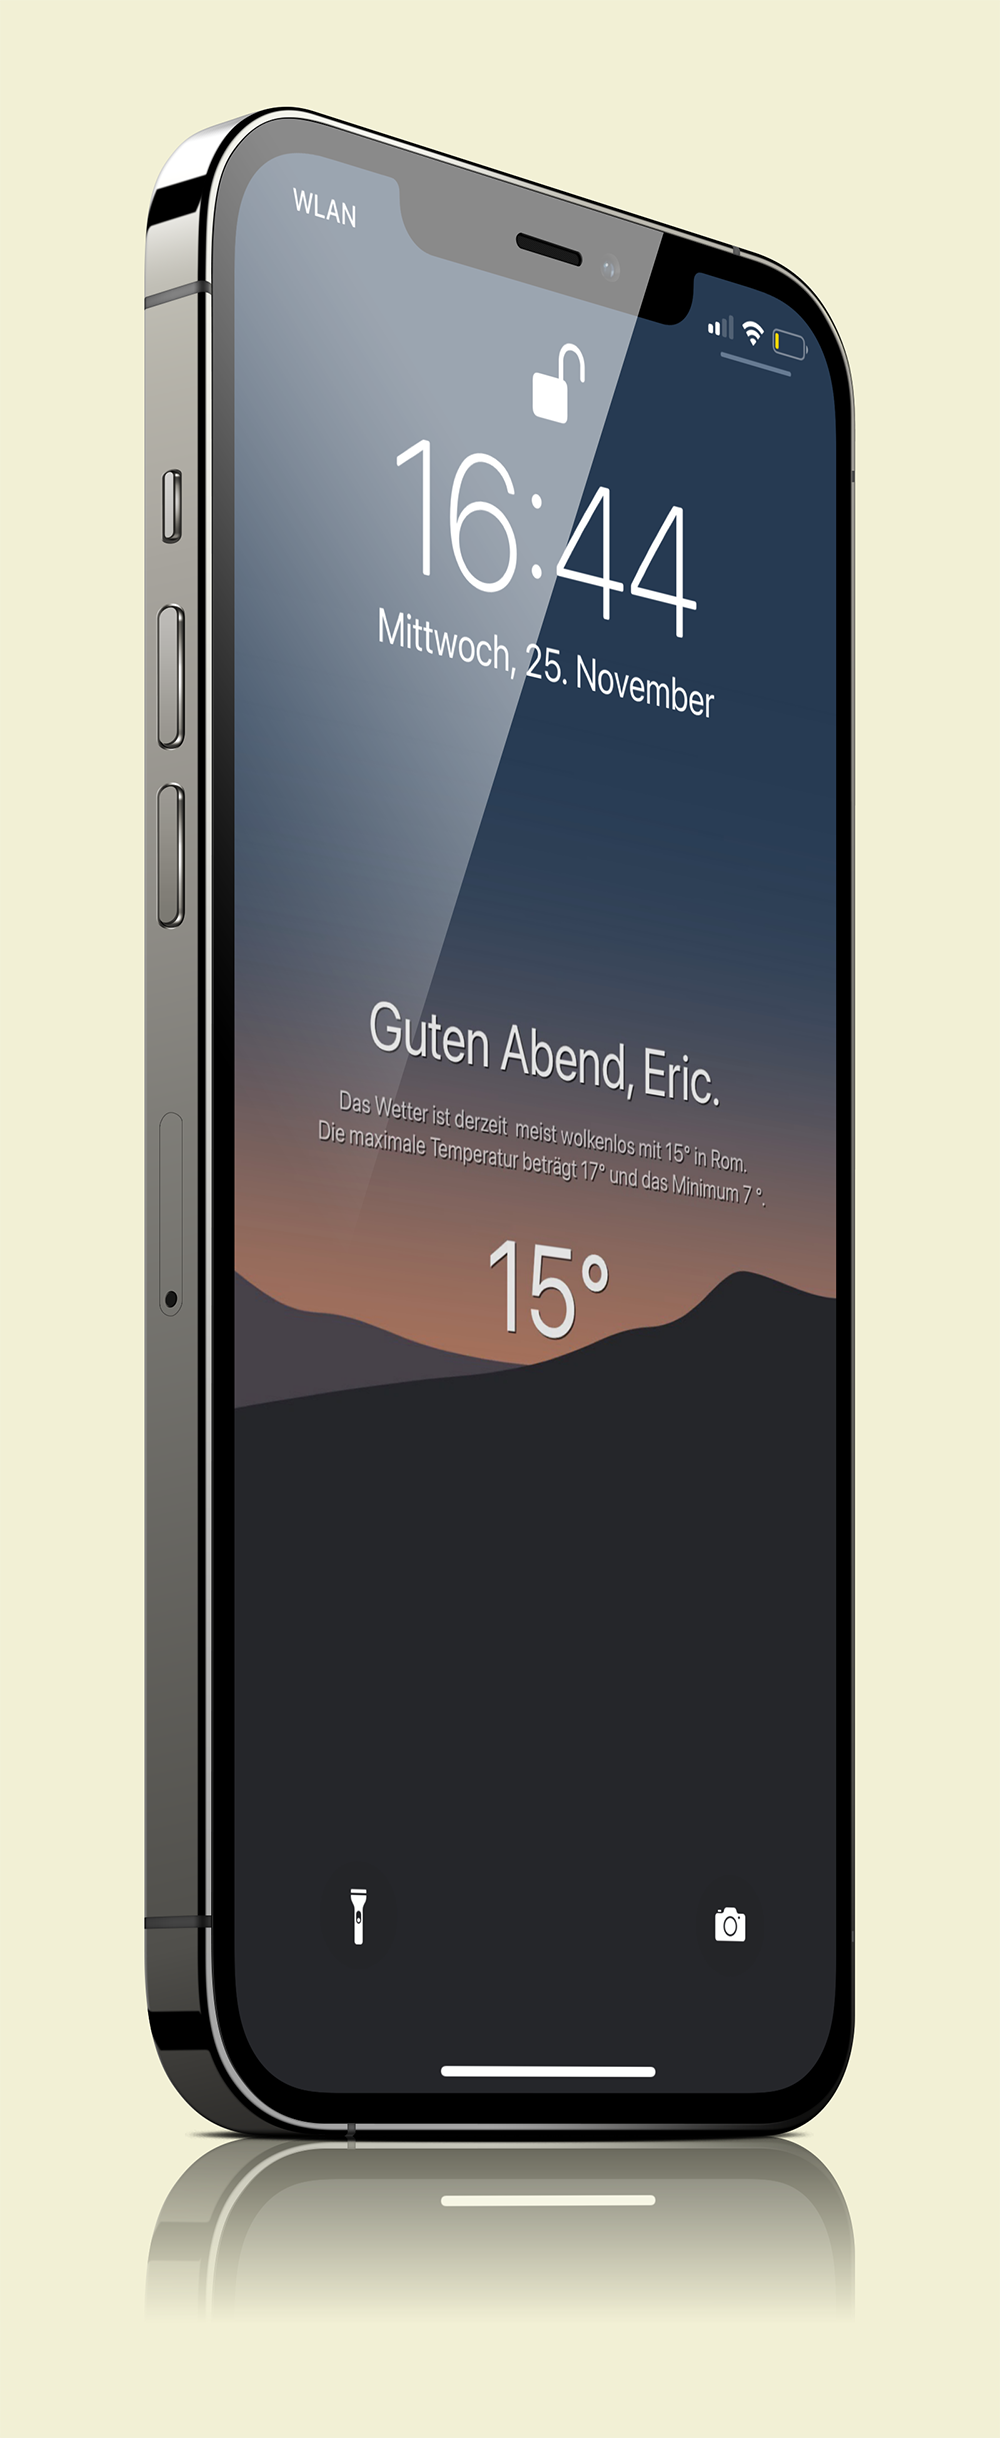 WLAN
16:44
Mittwoch, 25. November
Guten Abend, Eric.
Das Wetter ist derzeit  meist wolkenlos mit 15° in Rom.
Die maximale Temperatur beträgt 17° und das Minimum 7 °.
15°